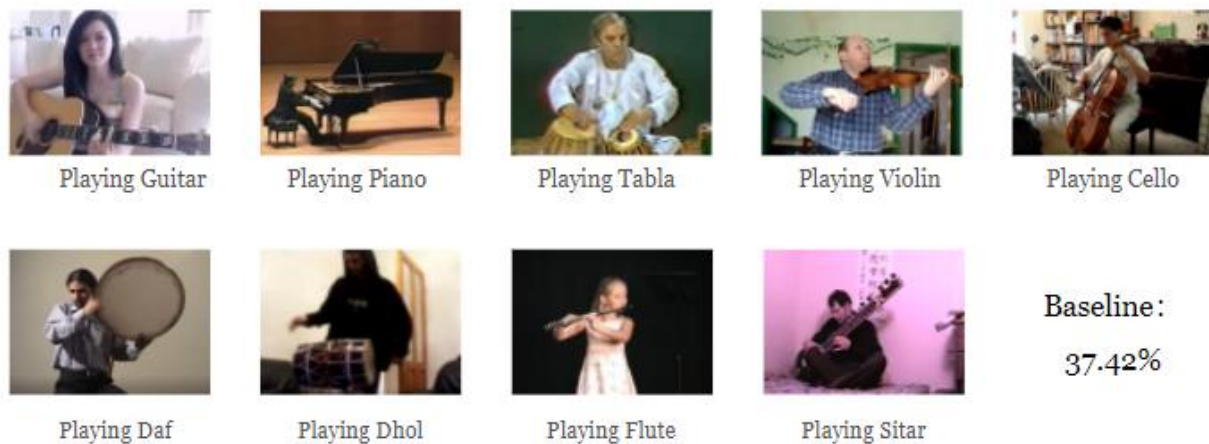 Playing Guitar
Playing Piano
Playing Tabla
Playing Violin
Playing Cello
Baseline:
37.42%
Playing Daf
Playing Dhol
Playing Flute
Playing Sitar